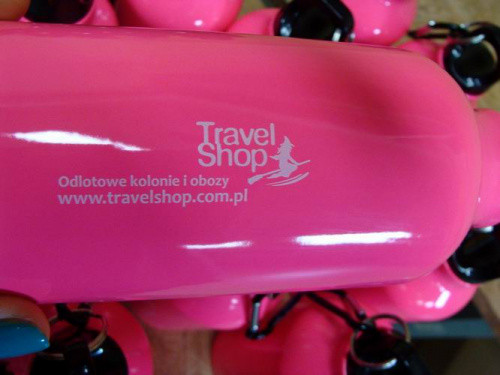 Travel
Shop
Odlotowe kolonie i obozy
www.travelshop.com.pl